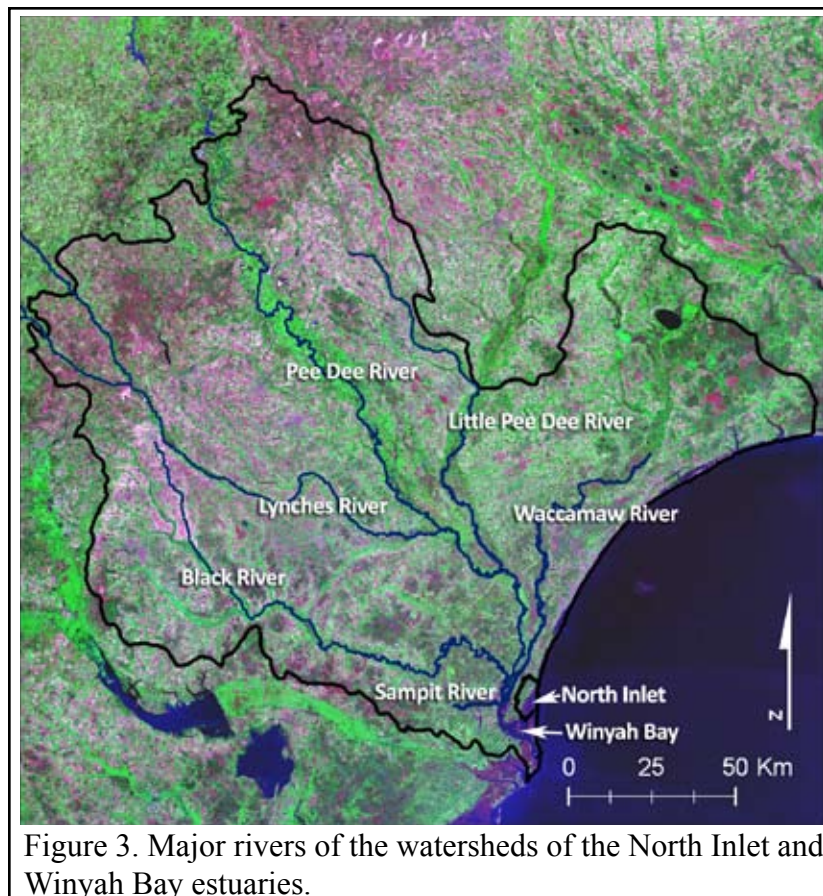 Pee Dee River
Little Pee Dee River
Lynches River
Waccamaw River
Black River
Sampit River
North Inlet
Winyah Bay
N
0 25 50 Km
Figure 3. Major rivers of the watersheds of the North Inlet and
Winyah Bay estuaries.